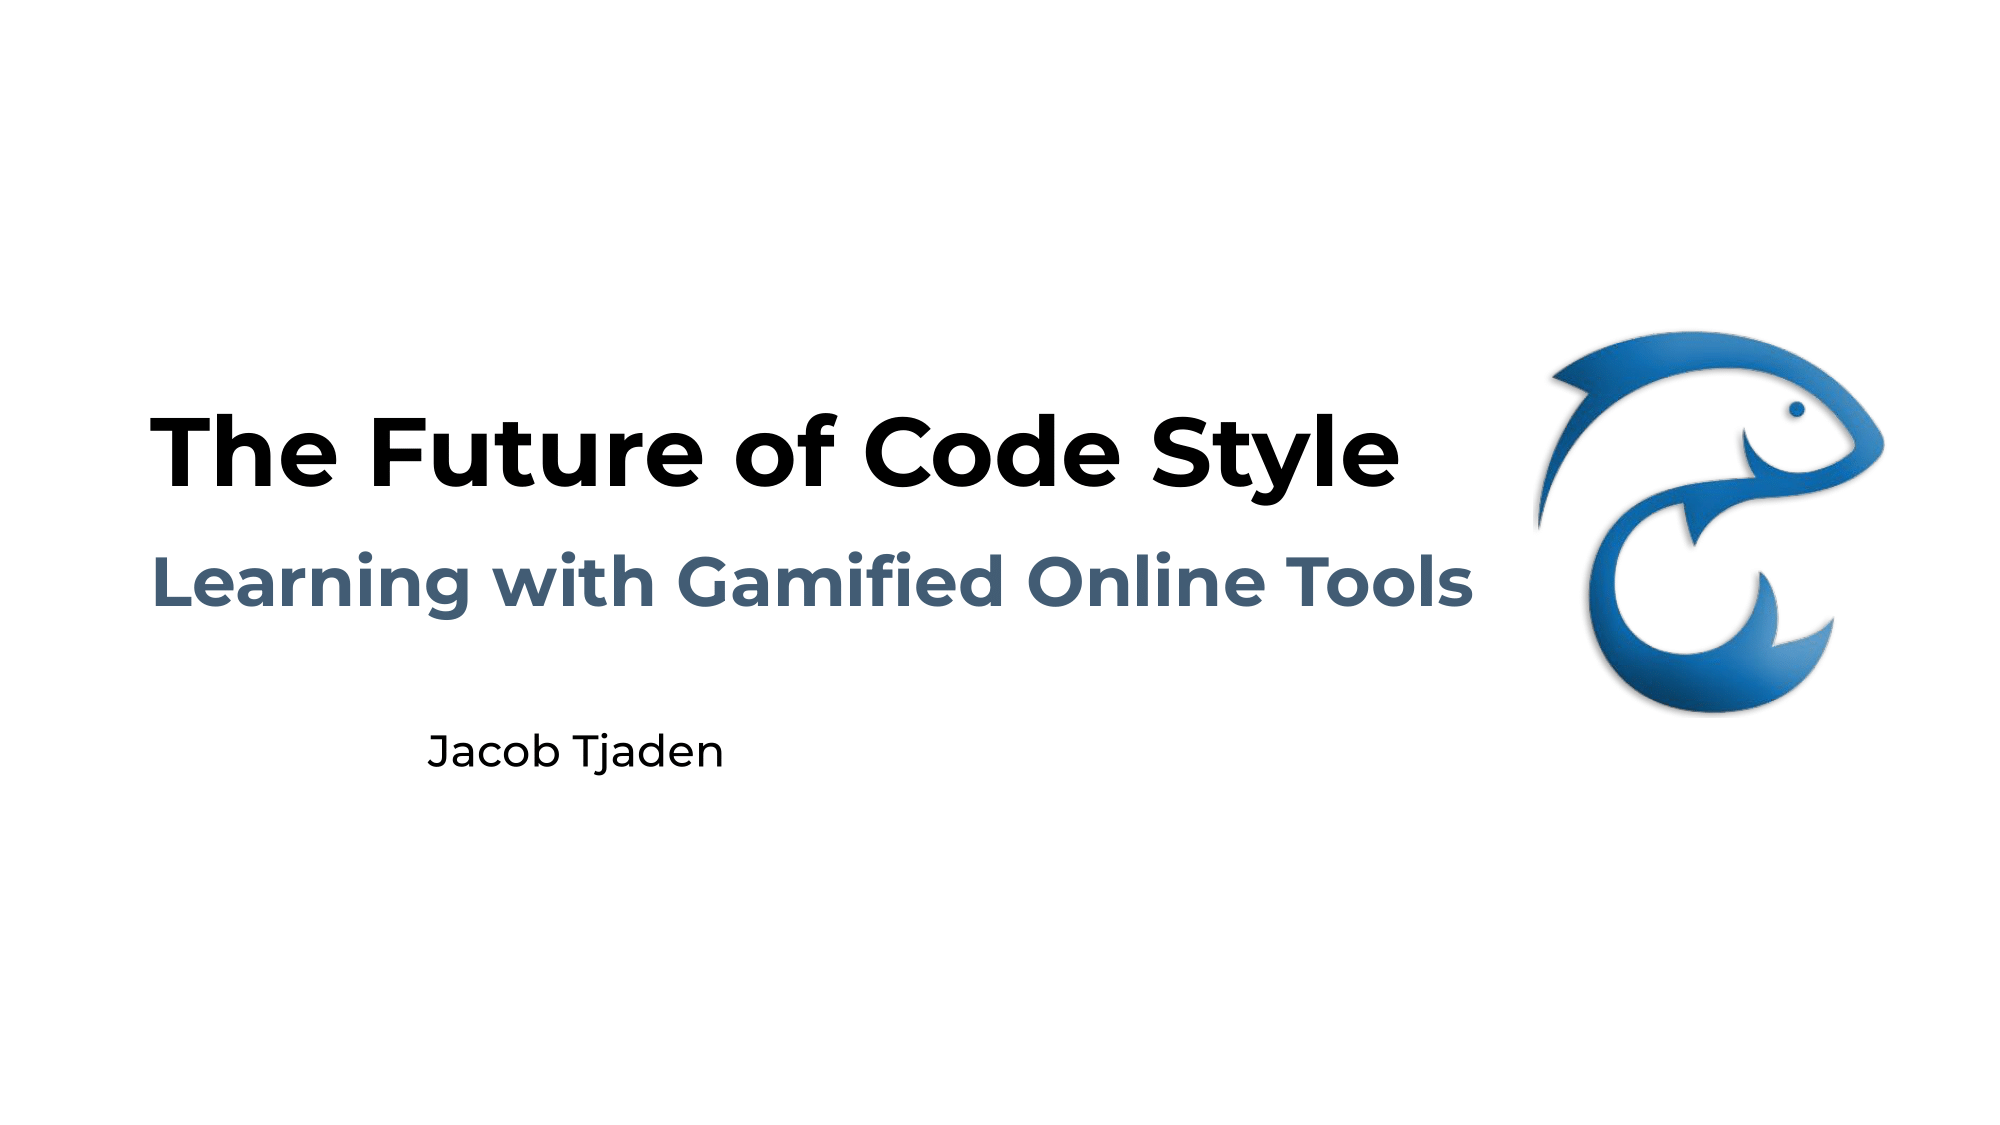 The Future of Code Style
Learning with Gamified Online Tools
Jacob Tjaden